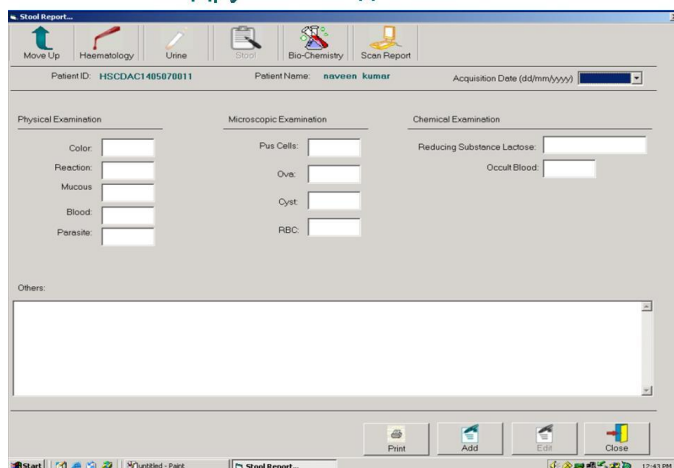 Stool Report...
Move Up Haematology Urine Stool Bio-Chemistry Scan Report
Patient ID: HSCDAC1405070011 Patient Name: naveen kumar Acquisition Date (dd/mm/yyyy)
Physical Examination Microscopic Examination Chemical Examination
Color: Pus Cells: Reducing Substance Lactose:
Reaction: Ova: Occult Blood:
Mucous Cyst:
Blood: RBC:
Parasite:
Others:
Print Add Edit Close
Start untitled - Paint Stool Report... 12:43 PM